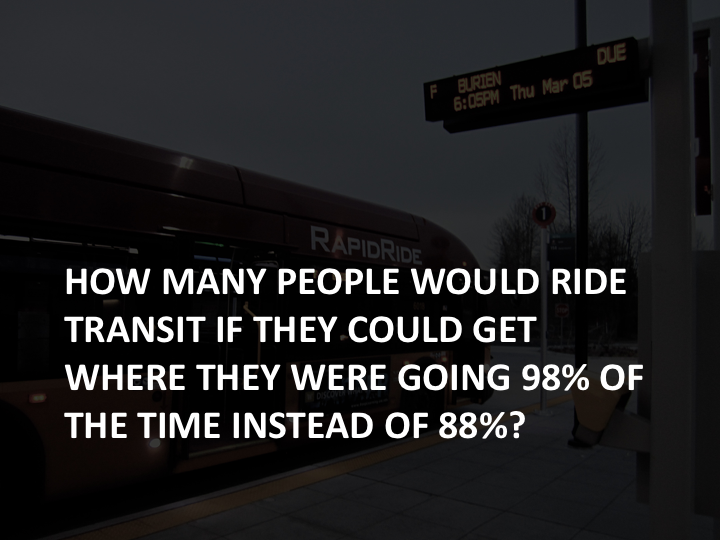 F BURIEN DUE
6:05PM Thu Mar 05
RAPIDRIDE
HOW MANY PEOPLE WOULD RIDE
TRANSIT IF THEY COULD GET
WHERE THEY WERE GOING 98% OF
THE TIME INSTEAD OF 88%?